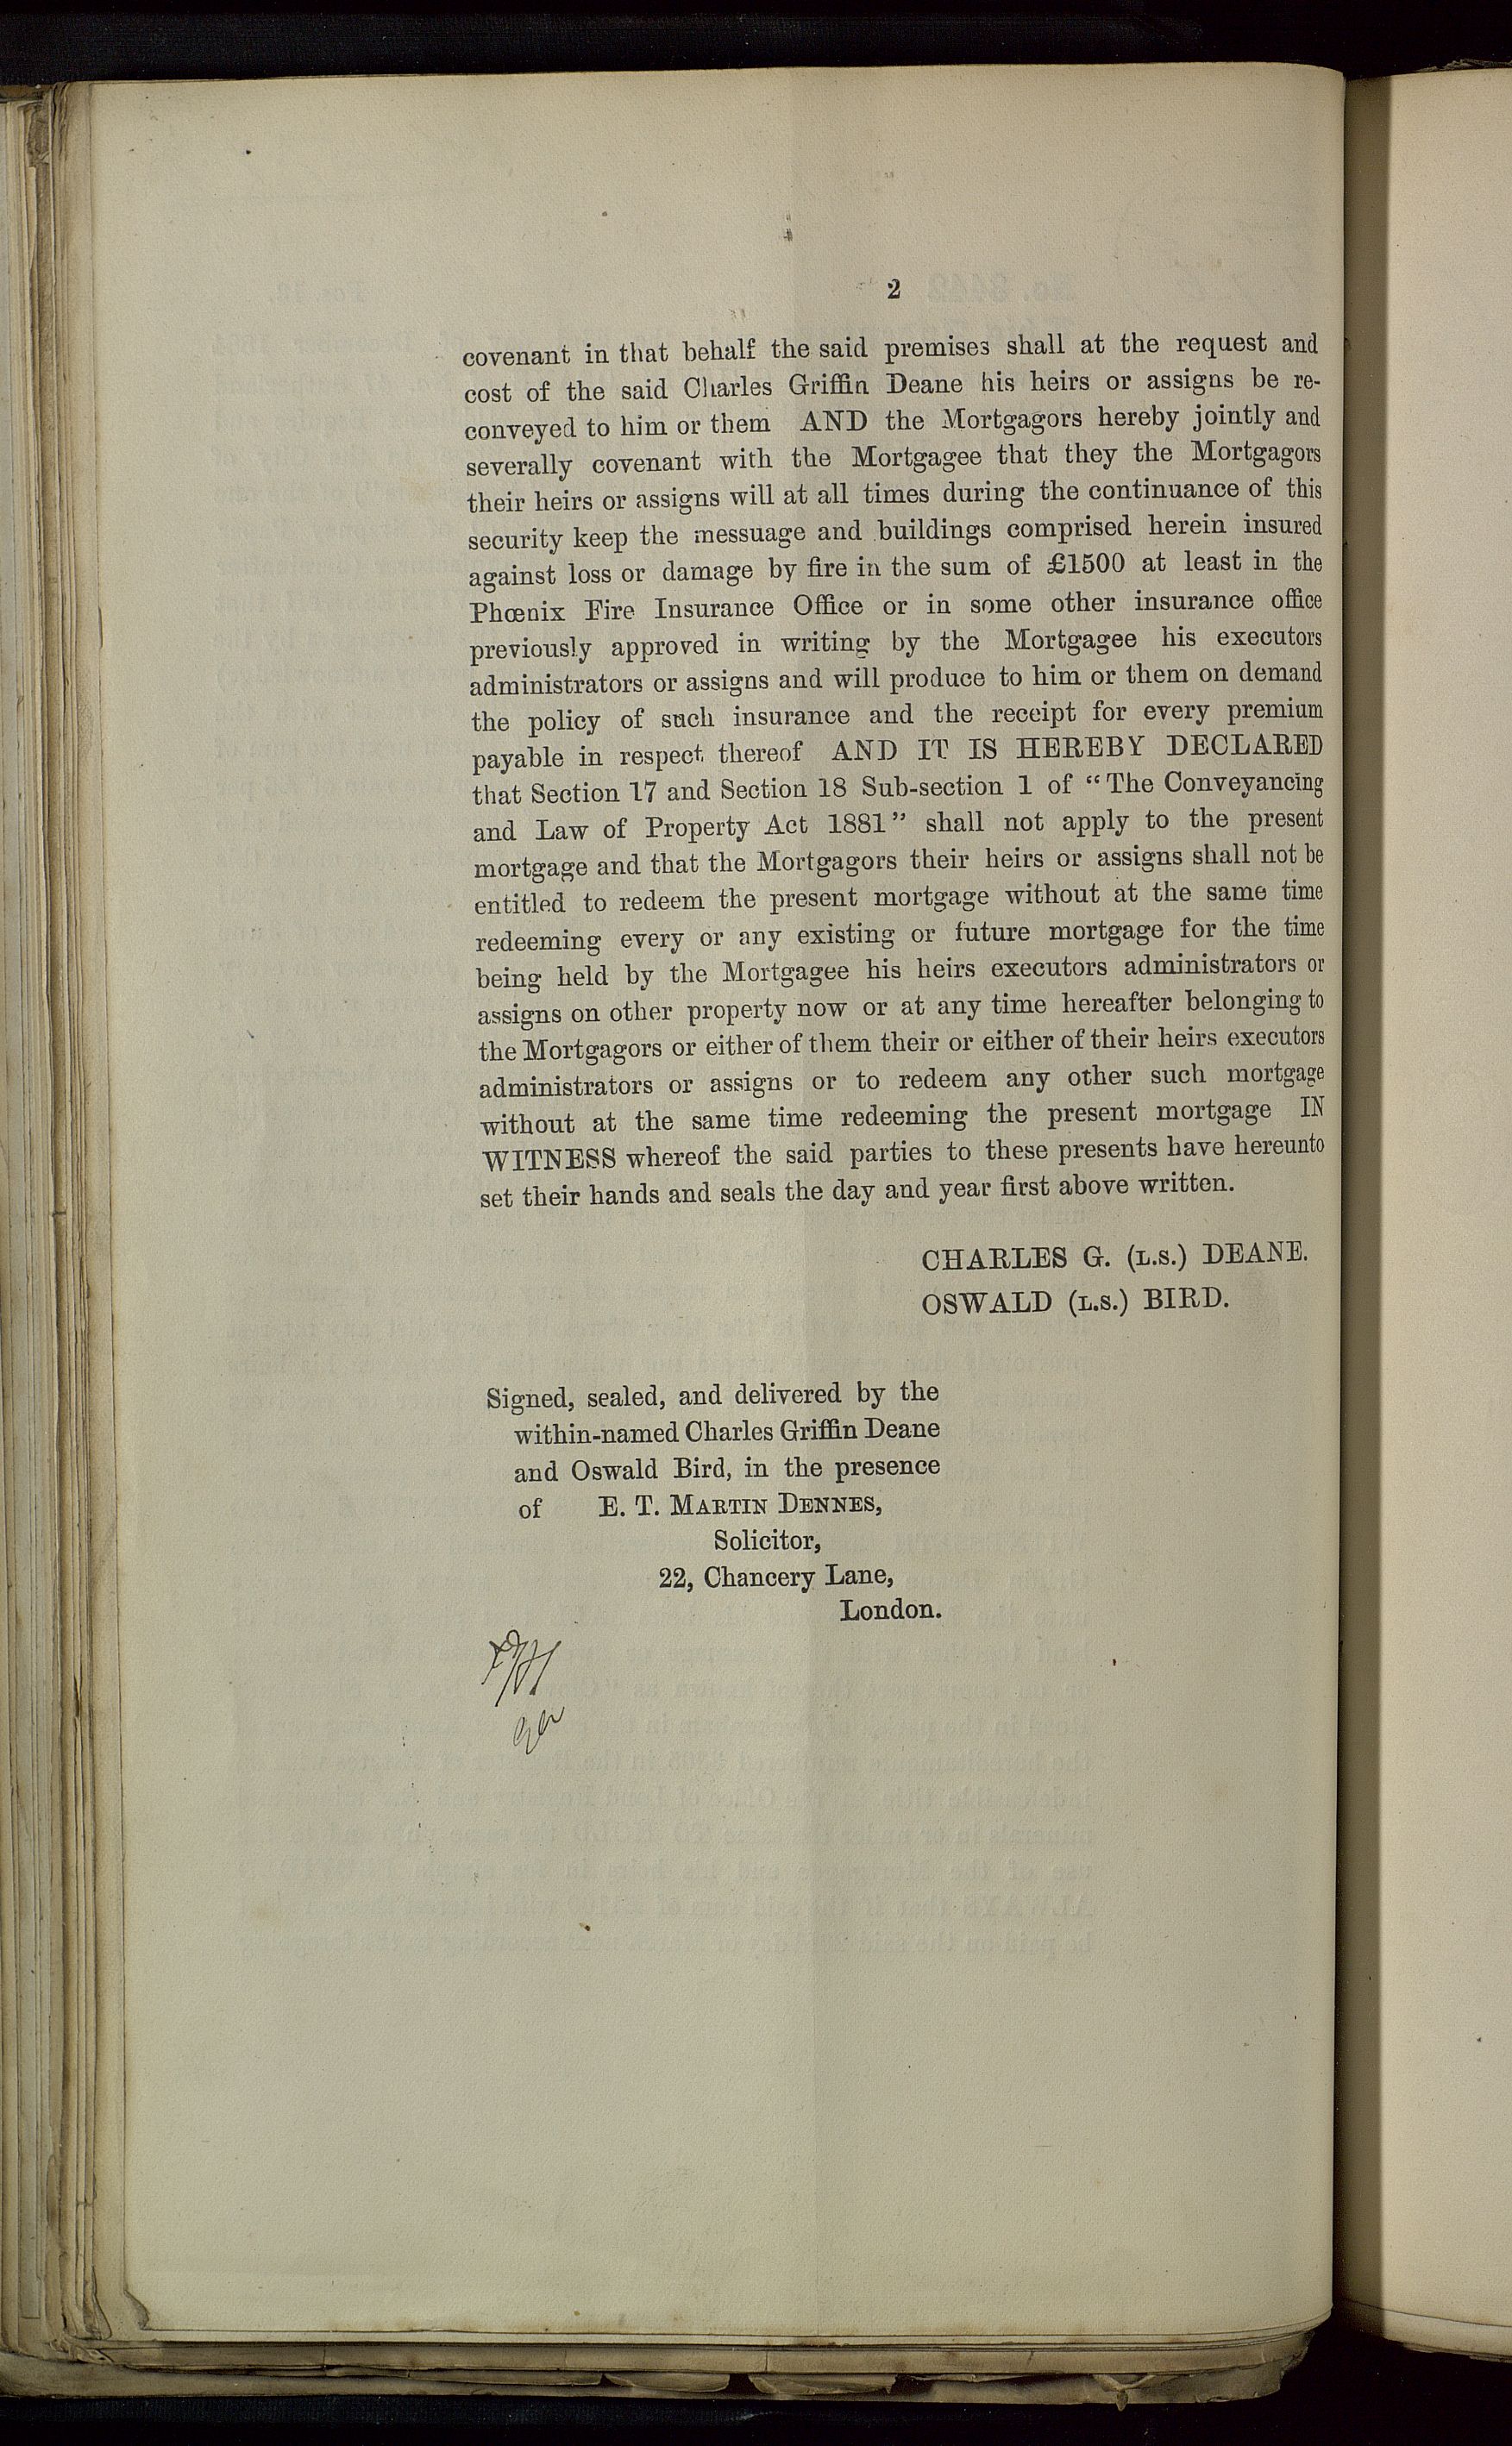 2
covenant in that behalf the said premises shall at the request and
cost of the said Charles Griffin Deane his heirs or assigns be re-
conveyed to him or them AND the Mortgagors hereby jointly and
severally covenant with the Mortgagee that they the Mortgagors
their heirs or assigns will at all times during the continuance of this
security keep the messuage and buildings comprised herein insured
against loss or damage by fire in the sum of £1500 at least in the
Phœnix Fire Insurance Office or in some other insurance office
previously approved in writing by the Mortgagee his executors
administrators or assigns and will produce to him or them on demand
the policy of such insurance and the receipt for every premium
payable in respect thereof AND IT IS HEREBY DECLARED
that Section 17 and Section 18 Sub-section 1 of “The Conveyancing
and Law of Property Act 1881” shall not apply to the present
mortgage and that the Mortgagors their heirs or assigns shall not be
entitled to redeem the present mortgage without at the same time
redeeming every or any existing or future mortgage for the time
being held by the Mortgagee his heirs executors administrators or
assigns on other property now or at any time hereafter belonging to
the Mortgagors or either of them their or either of their heirs executors
administrators or assigns or to redeem any other such mortgage
without at the same time redeeming the present mortgage IN
WITNESS whereof the said parties to these presents have hereunto
set their hands and seals the day and year first above written.
CHARLES G. (L.S.) DEANE.
OSWALD (L.S.) BIRD.
Signed, sealed, and delivered by the
within-named Charles Griffin Deane
and Oswald Bird, in the presence
of E. T. MARTIN DENNES,
Solicitor,
22, Chancery Lane,
London.